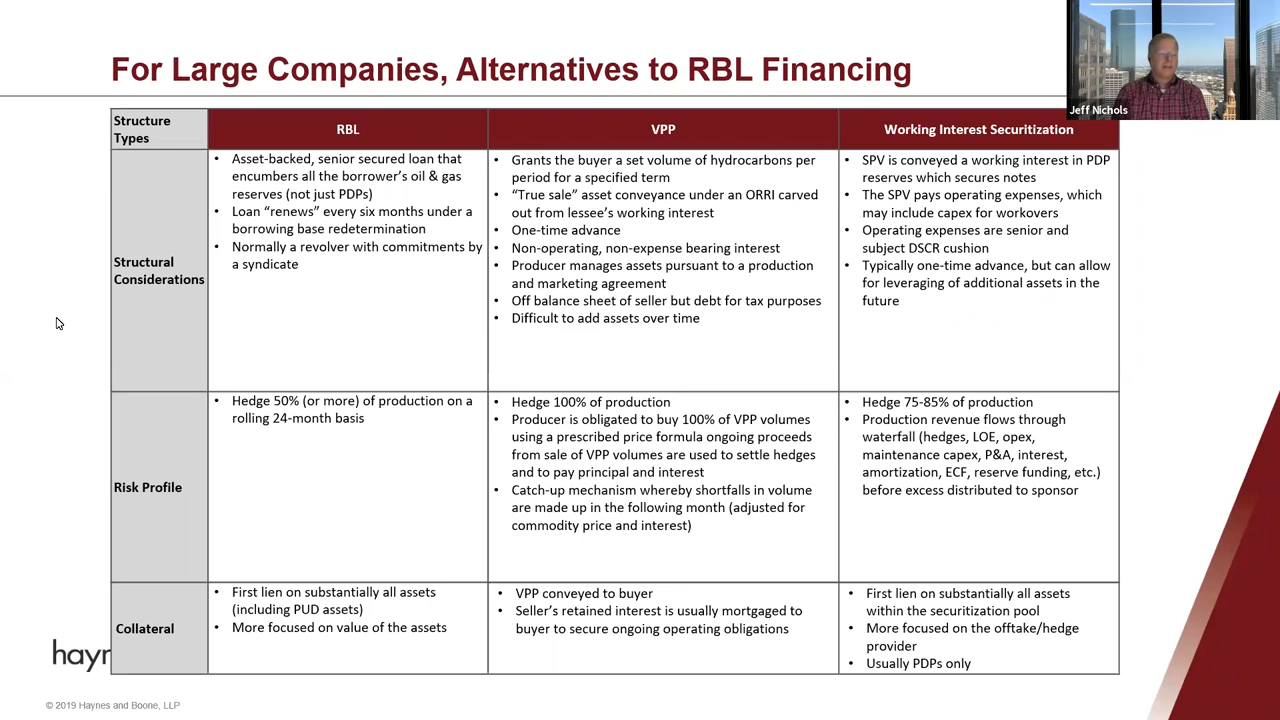 For Large Companies, Alternatives to RBL Financing
Jeff Nichols
Structure
Types
RBL
VPP
Working Interest Securitization
Structural
Considerations
• Asset-backed, senior secured loan that
encumbers all the borrower's oil & gas
reserves (not just PDPs)
• Loan “renews” every six months under a
borrowing base redetermination
• Normally a revolver with commitments by
a syndicate
• Grants the buyer a set volume of hydrocarbons per
period for a specified term
• “True sale” asset conveyance under an ORRI carved
out from lessee's working interest
• One-time advance
• Non-operating, non-expense bearing interest
• Producer manages assets pursuant to a production
and marketing agreement
• Off balance sheet of seller but debt for tax purposes
• Difficult to add assets over time
• SPV is conveyed a working interest in PDP
reserves which secures notes
• The SPV pays operating expenses, which
may include capex for workovers
• Operating expenses are senior and
subject DSCR cushion
• Typically one-time advance, but can allow
for leveraging of additional assets in the
future
Risk Profile
• Hedge 50% (or more) of production on a
rolling 24-month basis
• Hedge 100% of production
• Producer is obligated to buy 100% of VPP volumes
using a prescribed price formula ongoing proceeds
from sale of VPP volumes are used to settle hedges
and to pay principal and interest
• Catch-up mechanism whereby shortfalls in volume
are made up in the following month (adjusted for
commodity price and interest)
• Hedge 75-85% of production
• Production revenue flows through
waterfall (hedges, LOE, opex,
maintenance capex, P&A, interest,
amortization, ECF, reserve funding, etc.)
before excess distributed to sponsor
Collateral
• First lien on substantially all assets
(including PUD assets)
• More focused on value of the assets
• VPP conveyed to buyer
• Seller's retained interest is usually mortgaged to
buyer to secure ongoing operating obligations
• First lien on substantially all assets
within the securitization pool
• More focused on the offtake/hedge
provider
• Usually PDPs only
© 2019 Haynes and Boone, LLP